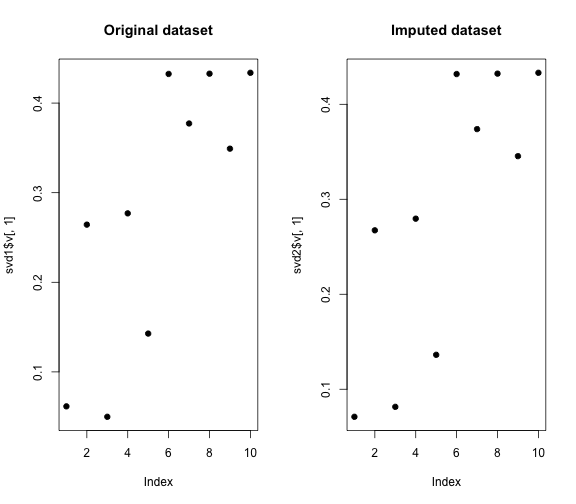 Original dataset
svd1$v[, 1]
0.4
0.3
0.2
0.1
2 4 6 8 10
Index
Imputed dataset
svd2$v[, 1]
0.4
0.3
0.2
0.1
2 4 6 8 10
Index